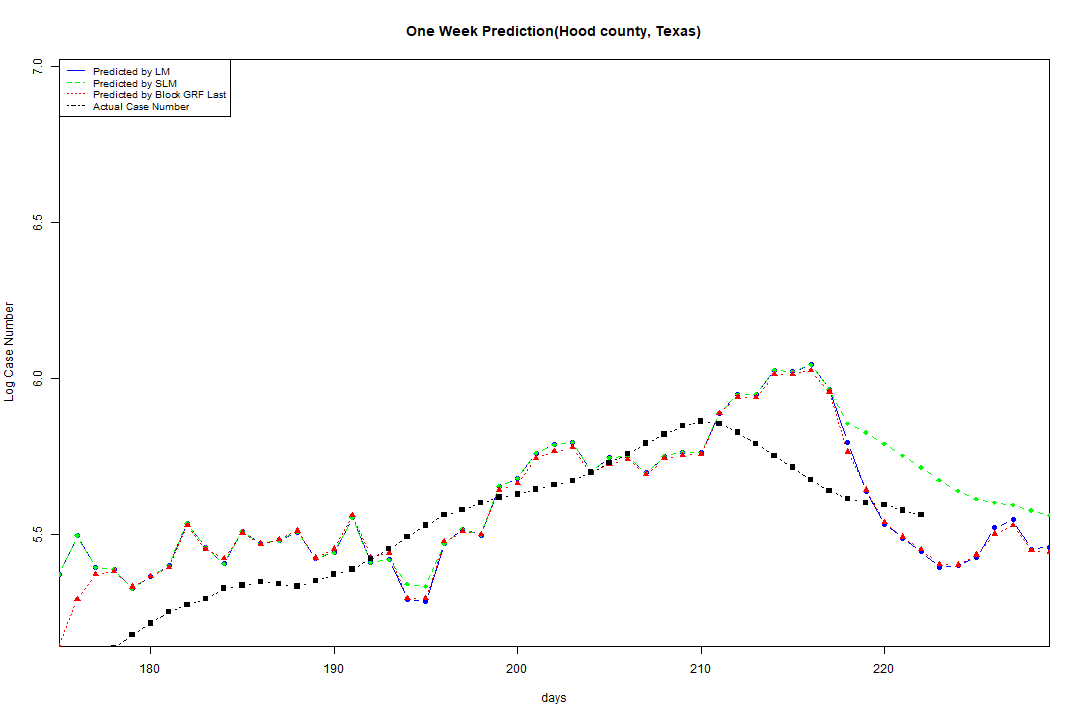 One Week Prediction(Hood county, Texas)
7.0
Predicted by LM
Predicted by SLM
Predicted by Block GRF Last
Actual Case Number
6.5
6.0
5.5
Log Case Number
180 190 200 210 220
days